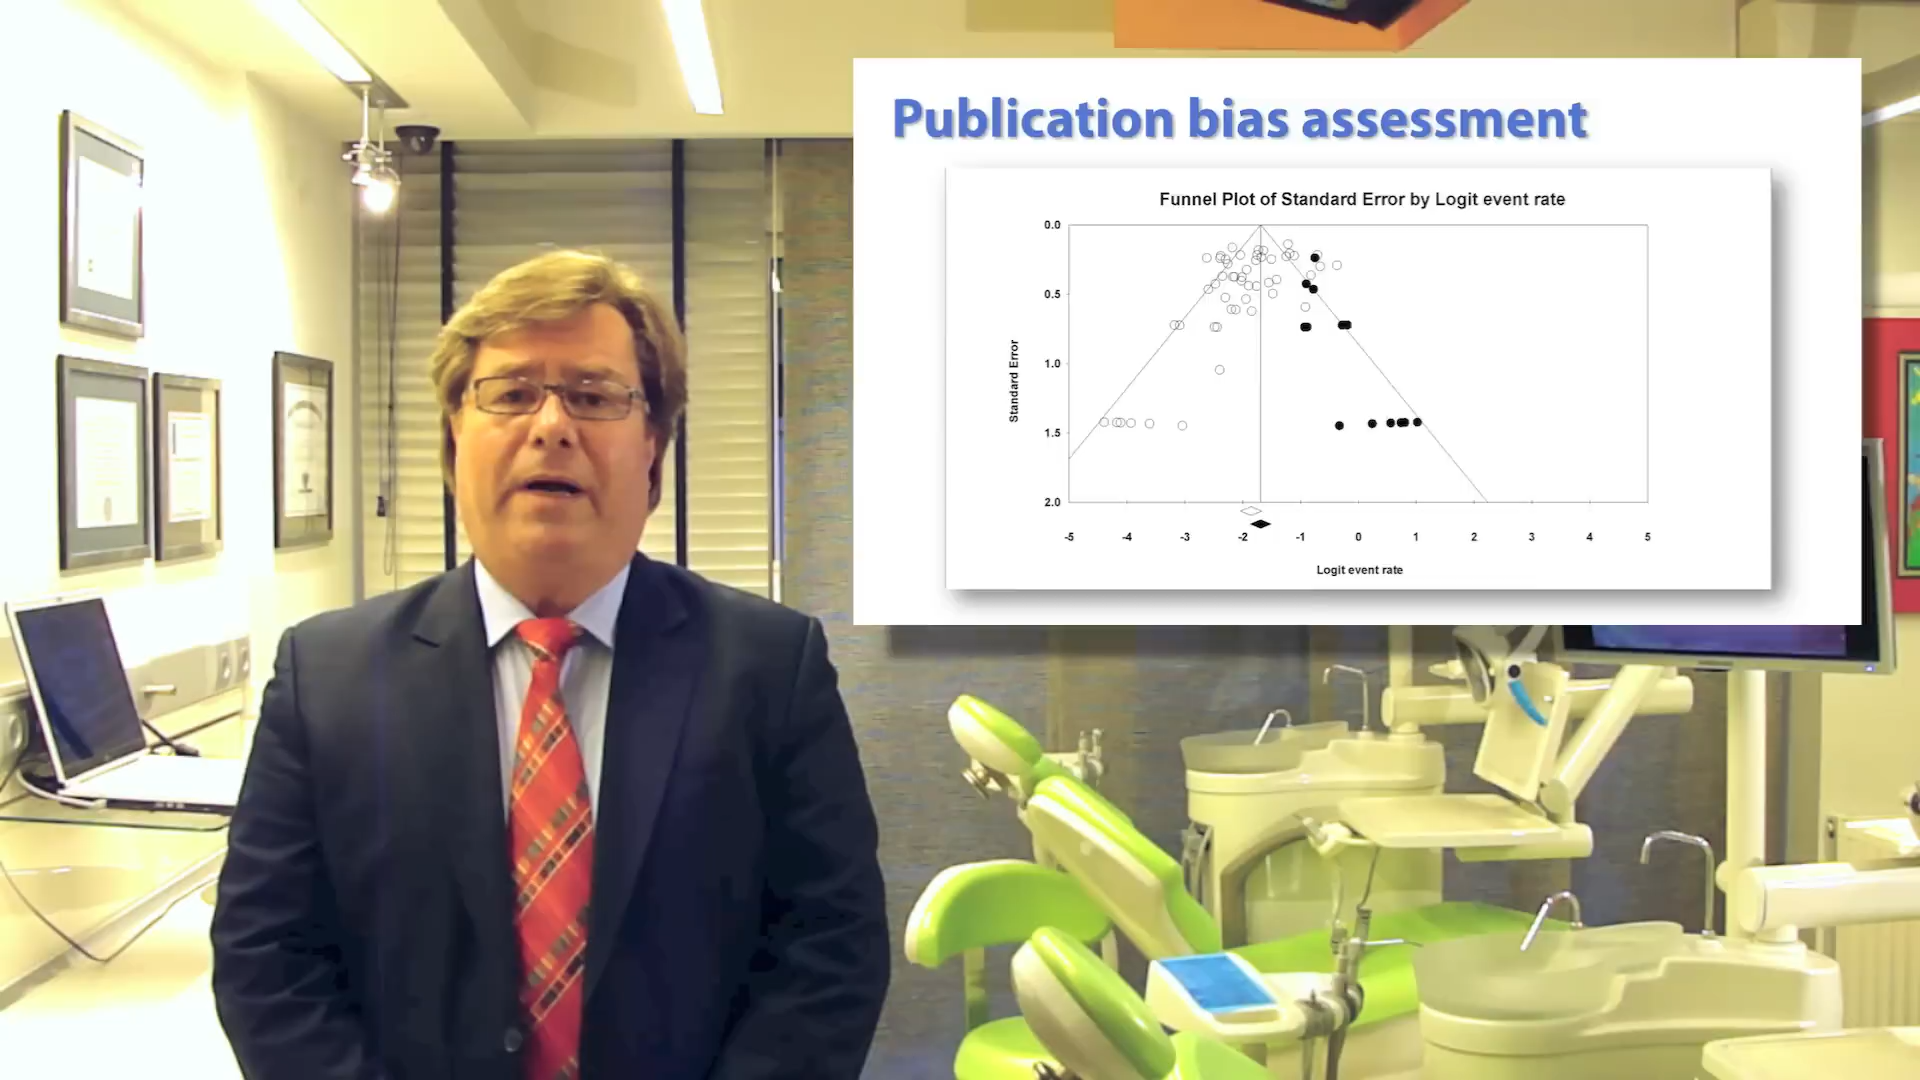 Publication bias assessment
Funnel Plot of Standard Error by Logit event rate
0.0
0.5
1.0
1.5
2.0
Standard Error
-5 -4 -3 -2 -1 0 1 2 3 4 5
Logit event rate